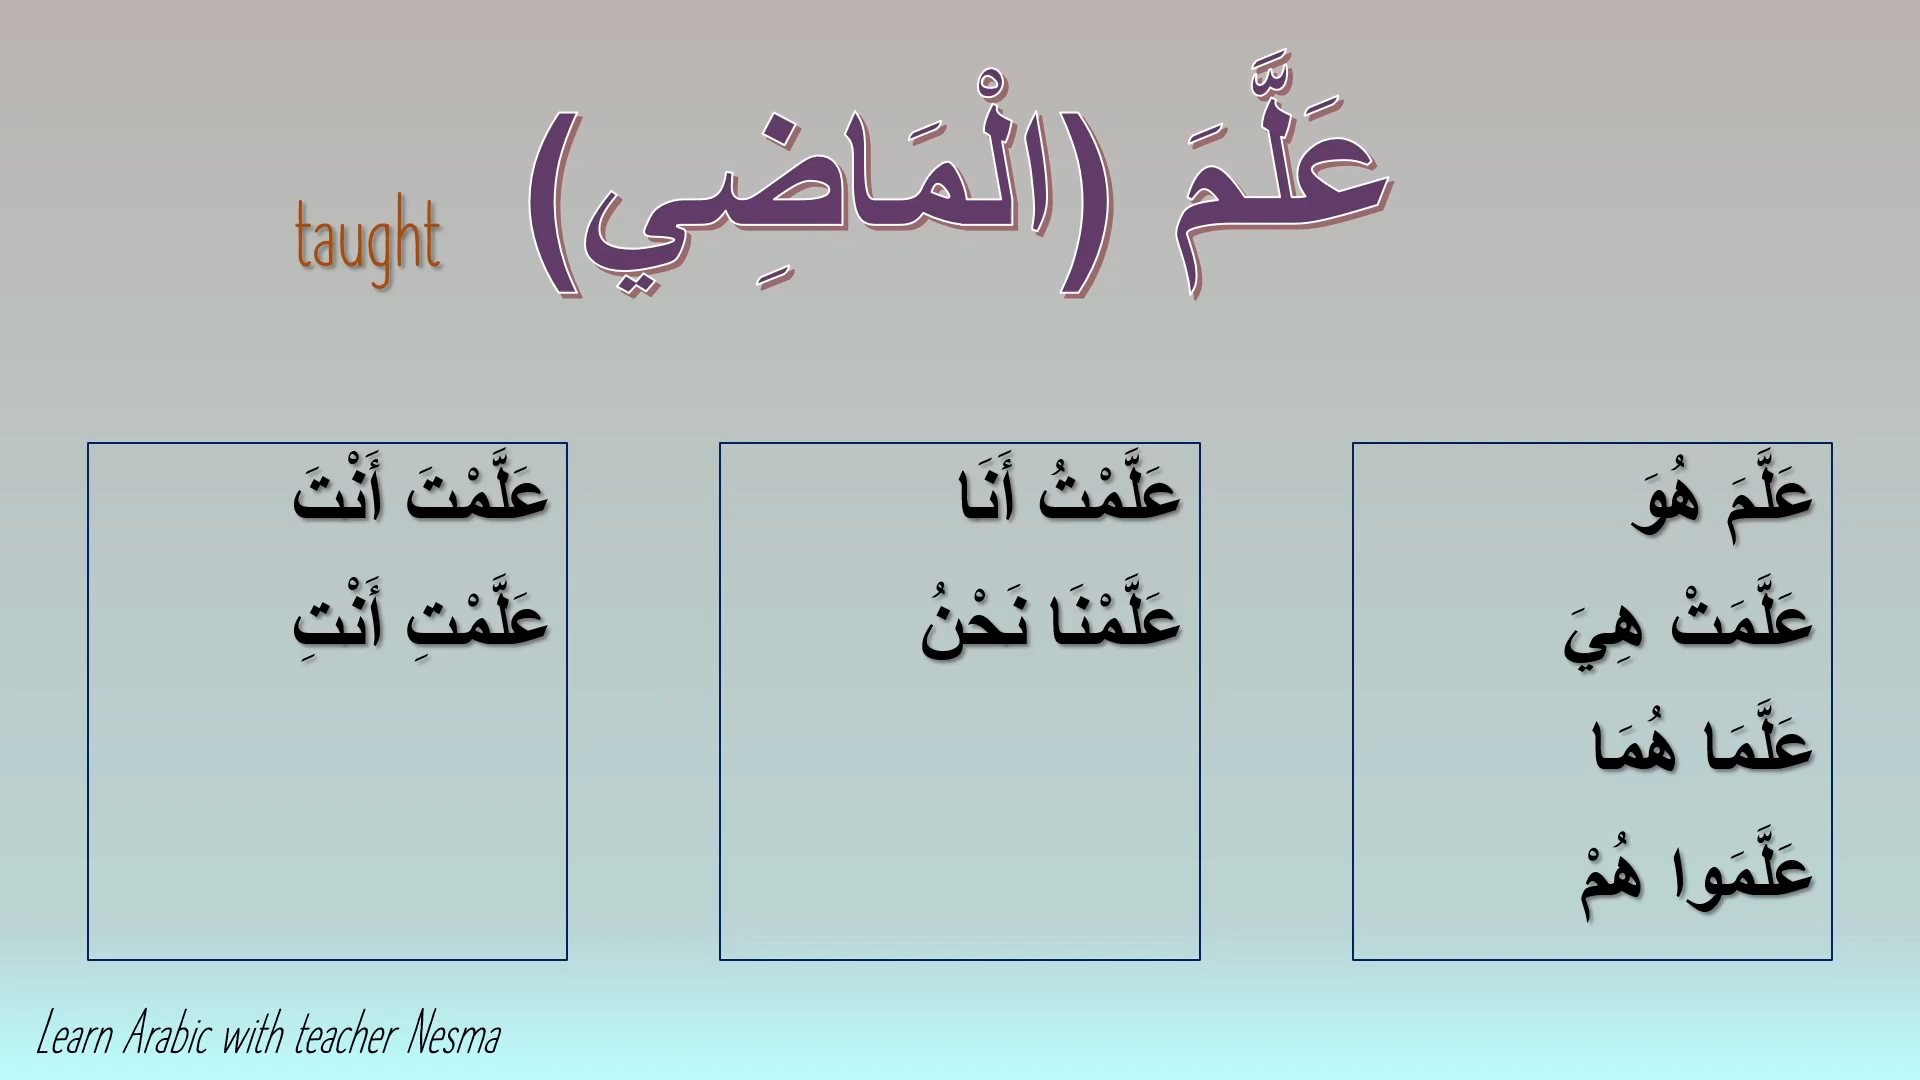 عَلَّمَ (الْمَاضِي) taught
عَلَّمَ هُوَ
عَلَّمَتْ هِيَ
عَلَّمَا هُمَا
عَلَّمَوا هُمْ
عَلَّمْتُ أَنَا
عَلَّمْنَا نَحْنُ
عَلَّمْتَ أَنْتَ
عَلَّمْتِ أَنْتِ
Learn Arabic with teacher Nesma